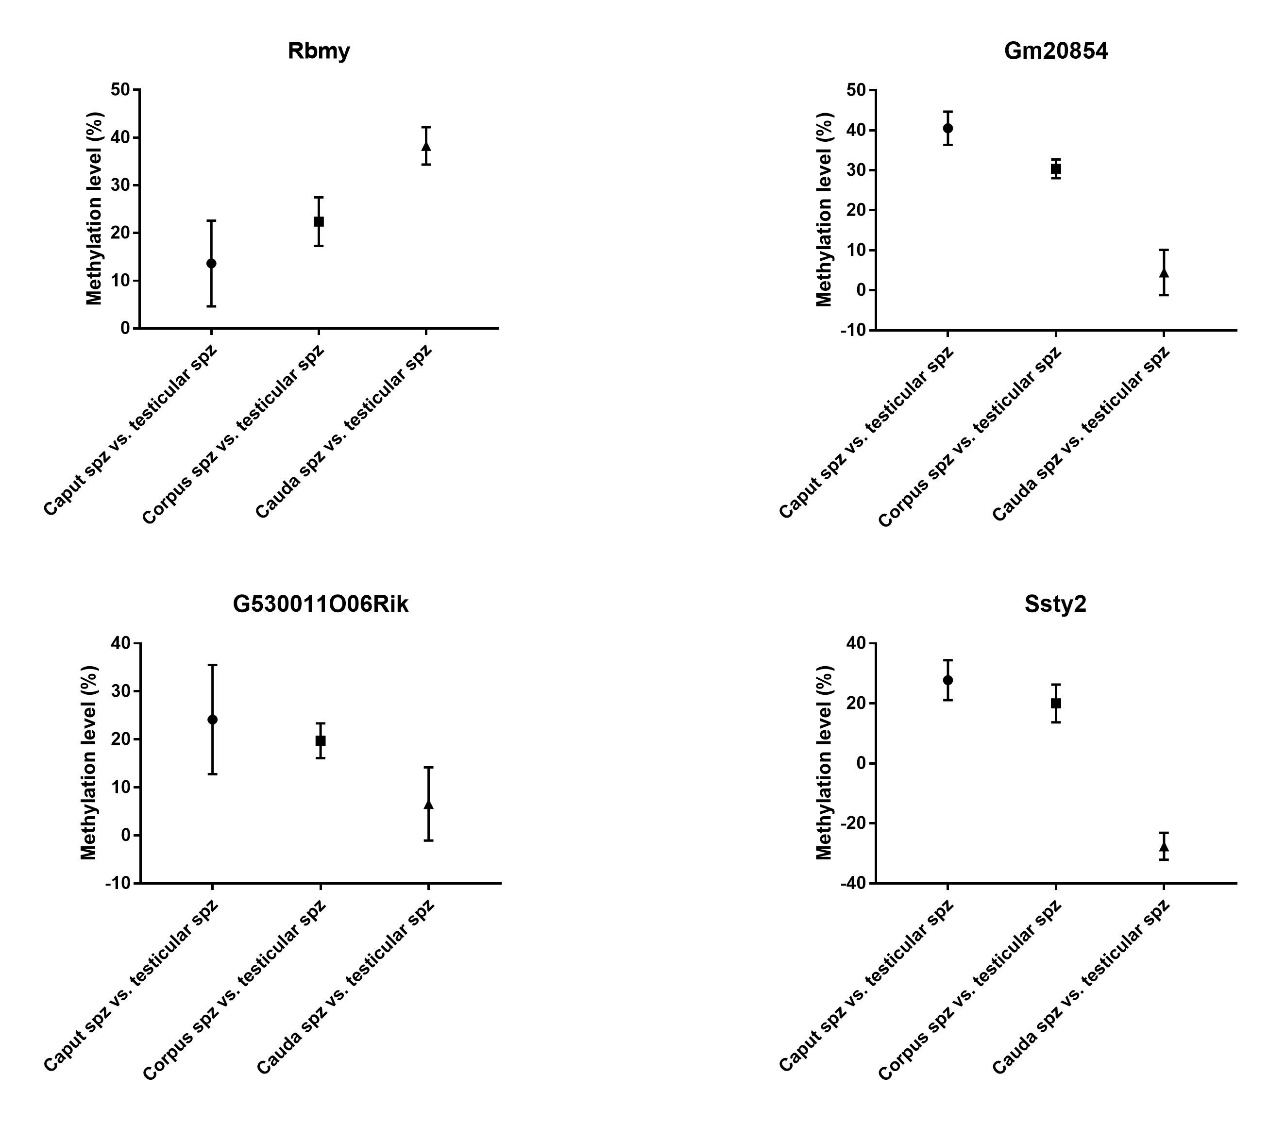 Rbmy
Methylation level (%)
50
40
30
20
10
0
Caput spz vs. testicular spz
Corpus spz vs. testicular spz
Cauda spz vs. testicular spz
Gm20854
Methylation level (%)
50
40
30
20
10
0
-10
Caput spz vs. testicular spz
Corpus spz vs. testicular spz
Cauda spz vs. testicular spz
G530011O06Rik
Methylation level (%)
40
30
20
10
0
-10
Caput spz vs. testicular spz
Corpus spz vs. testicular spz
Cauda spz vs. testicular spz
Ssty2
Methylation level (%)
40
20
0
-20
-40
Caput spz vs. testicular spz
Corpus spz vs. testicular spz
Cauda spz vs. testicular spz